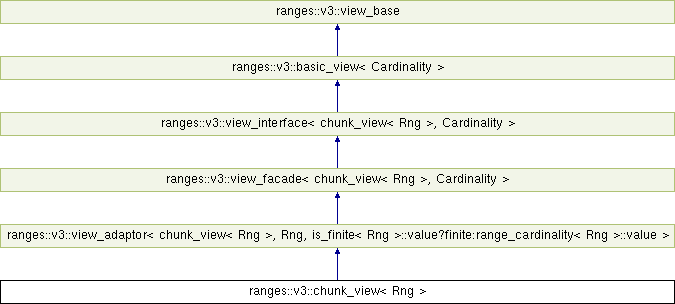 ranges::v3::view_base
ranges::v3::basic_view< Cardinality >
ranges::v3::view_interface< chunk_view< Rng >, Cardinality >
ranges::v3::view_facade< chunk_view< Rng >, Cardinality >
ranges::v3::view_adaptor< chunk_view< Rng >, Rng, is_finite< Rng >::value?finite:range_cardinality< Rng >::value >
ranges::v3::chunk_view< Rng >